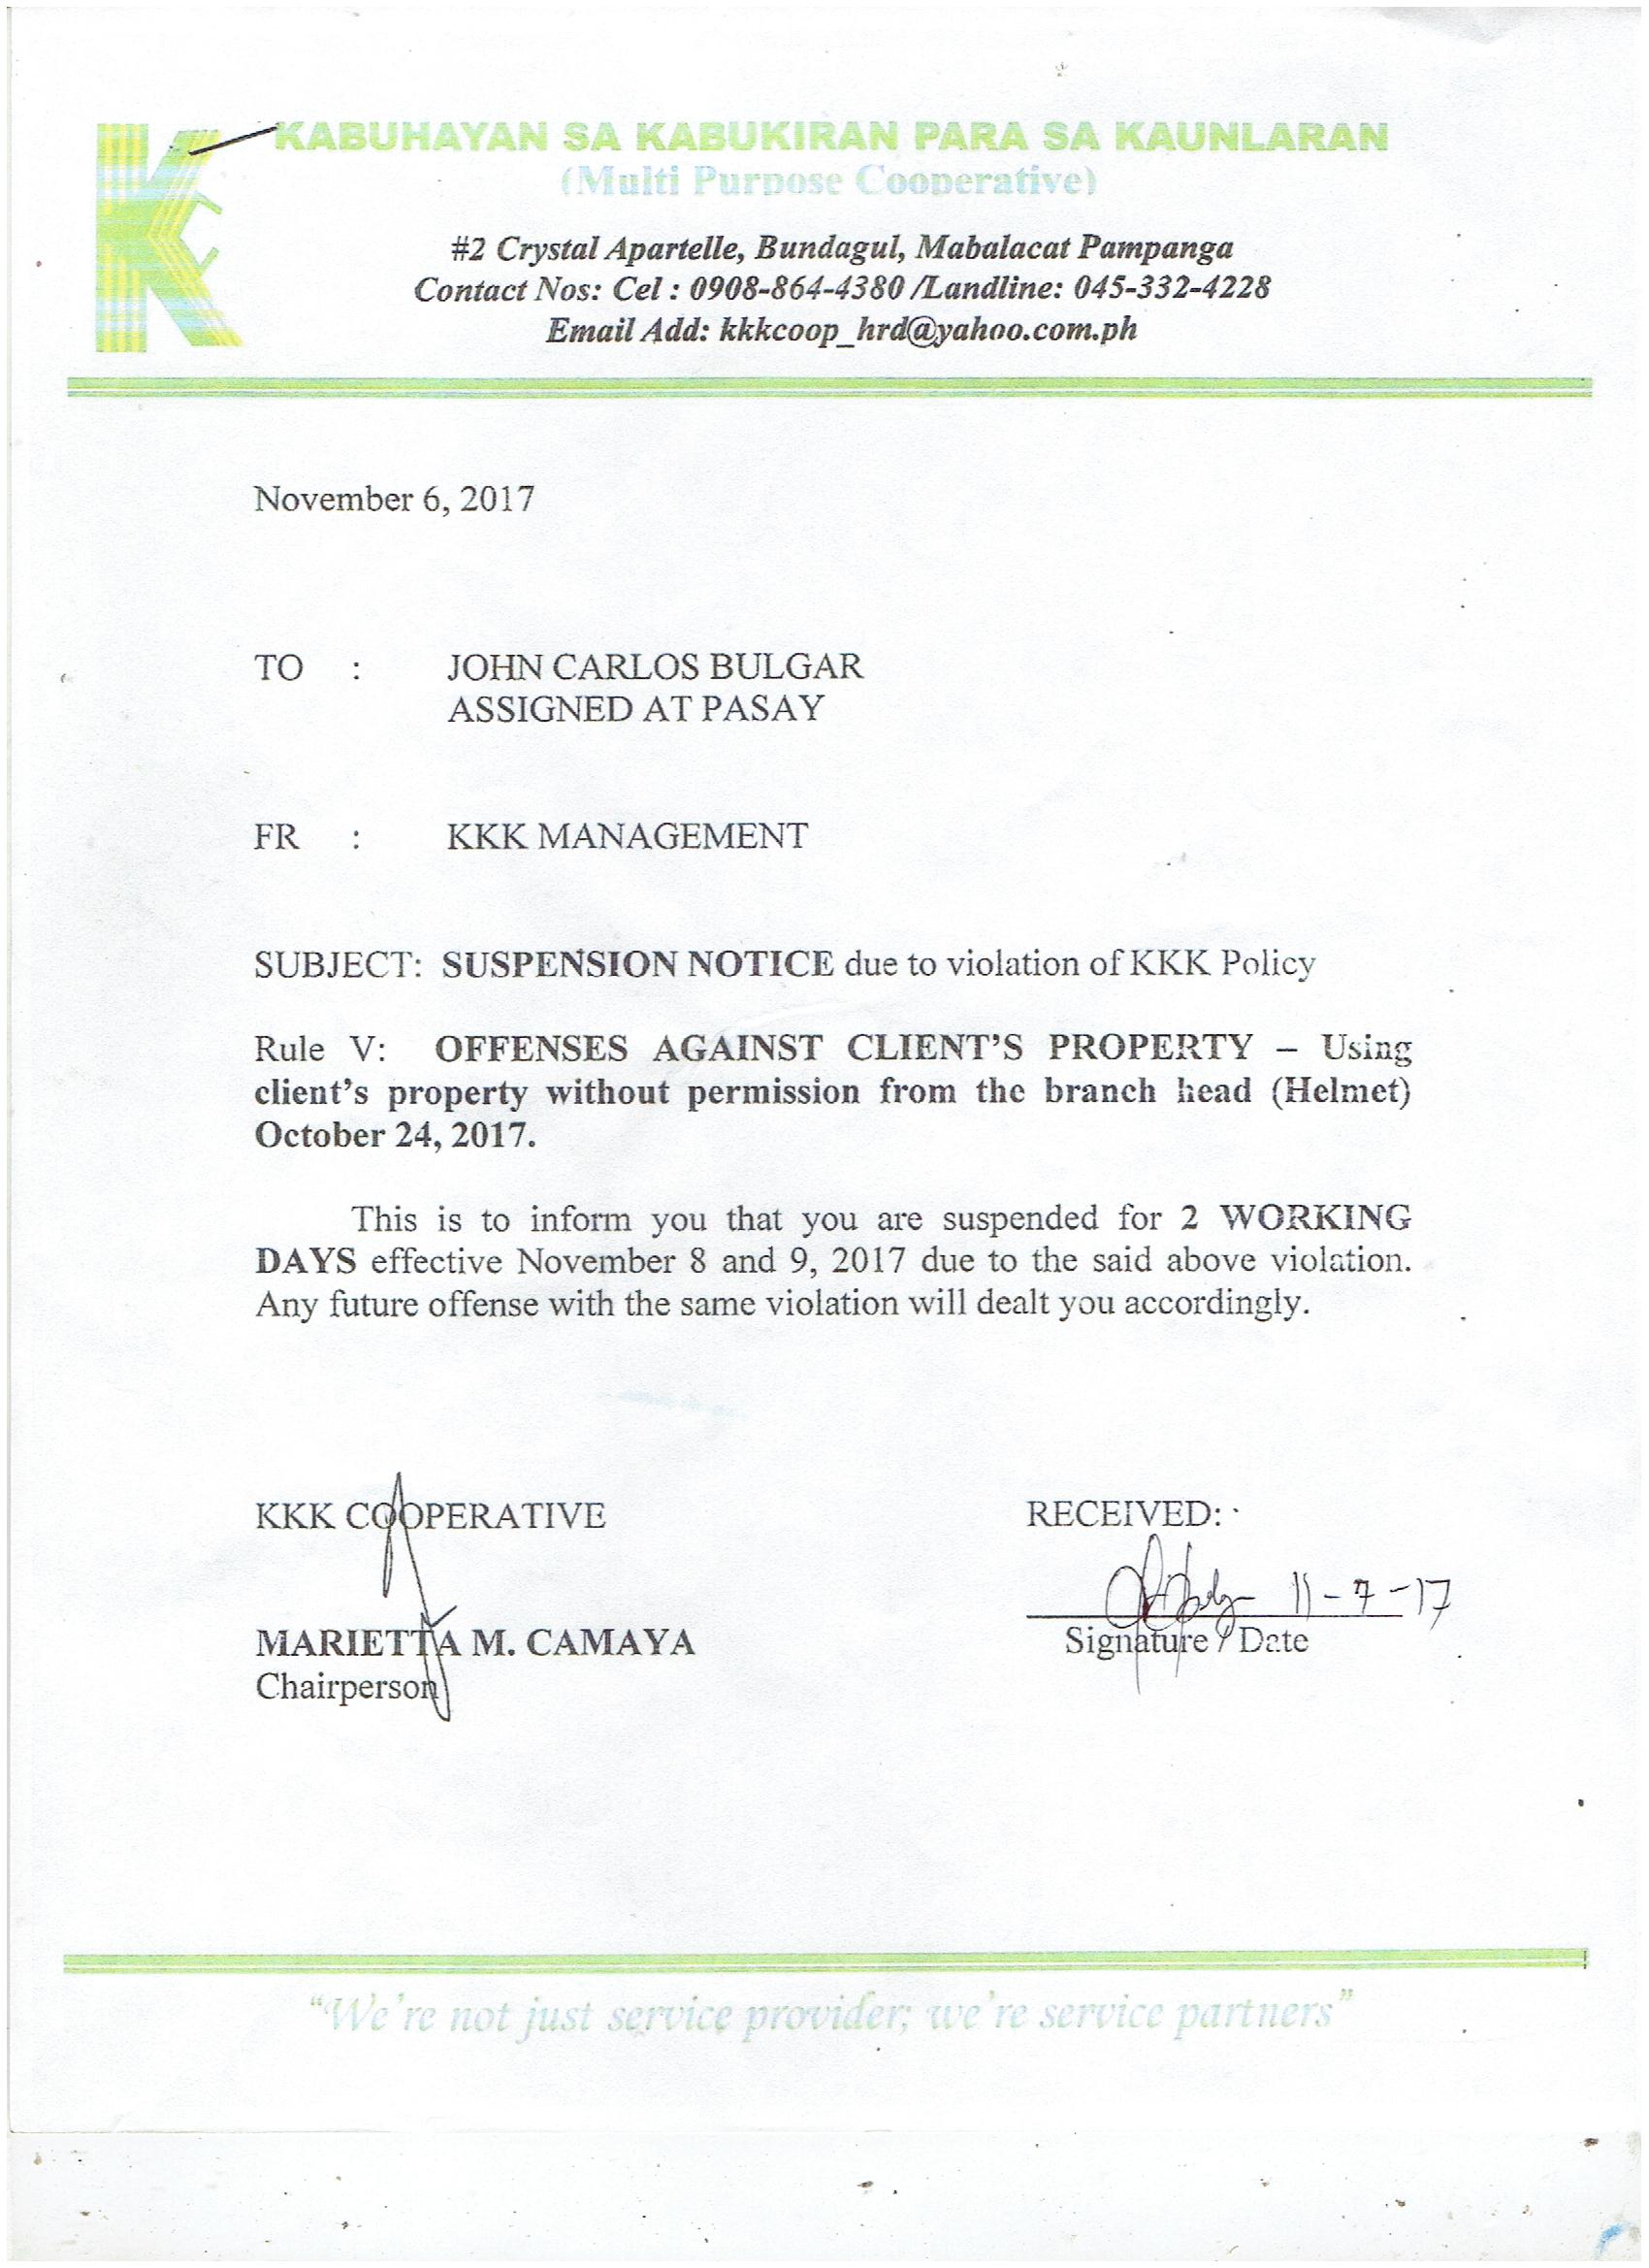 KABUHAYAN SA KABUKIRAN PARA SA KAUNLARAN
(Multi Purpose Cooperative)
#2 Crystal Apartelle, Bundagul, Mabalacat Pampanga
Contact Nos: Cel : 0908-864-4380 /Landline: 045-332-4228
Email Add: kkkcoop_hrd@yahoo.com.ph
November 6, 2017
TO : JOHN CARLOS BULGAR
ASSIGNED AT PASAY
FR : KKK MANAGEMENT
SUBJECT: SUSPENSION NOTICE due to violation of KKK Policy
Rule V: OFFENSES AGAINST CLIENT'S PROPERTY – Using
client's property without permission from the branch head (Helmet)
October 24, 2017.
This is to inform you that you are suspended for 2 WORKING
DAYS effective November 8 and 9, 2017 due to the said above violation.
Any future offense with the same violation will dealt you accordingly.
KKK COOPERATIVE RECEIVED:
11-7-17
MARIETTA M. CAMAYA Signature / Date
Chairperson
"We're not just service provider; we're service partners"